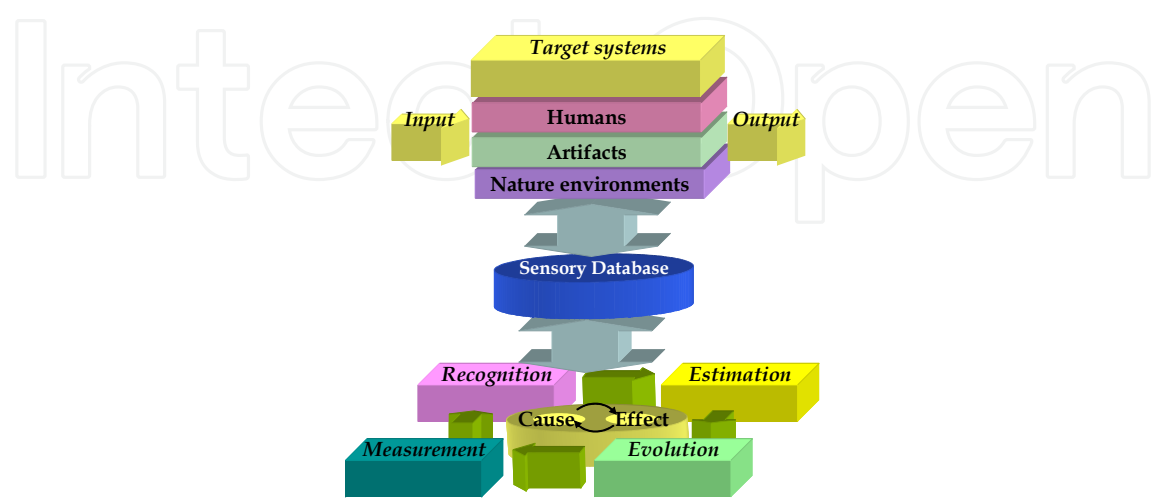 IntechOpen
Target systems
Input
Humans
Output
Artifacts
Nature environments
Sensory Database
Recognition
Estimation
Cause
Effect
Measurement
Evolution